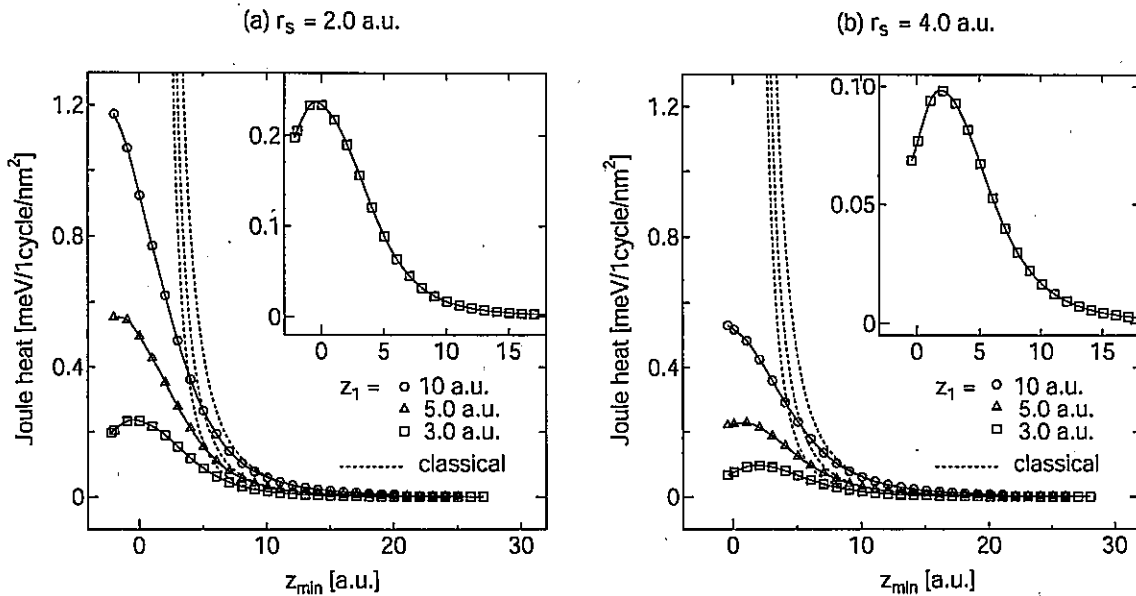 (a) r_s = 2.0 a.u.
Joule heat [meV/1cycle/nm²]
1.2
0.8
0.4
0
0 10 20 30
z_min [a.u.]
0.2
0.1
0
0 5 10 15
z_1 = ○ 10 a.u.
△ 5.0 a.u.
□ 3.0 a.u.
classical
(b) r_s = 4.0 a.u.
Joule heat [meV/1cycle/nm²]
1.2
0.8
0.4
0
0 10 20 30
z_min [a.u.]
0.10
0.05
0
0 5 10 15
z_1 = ○ 10 a.u.
△ 5.0 a.u.
□ 3.0 a.u.
classical